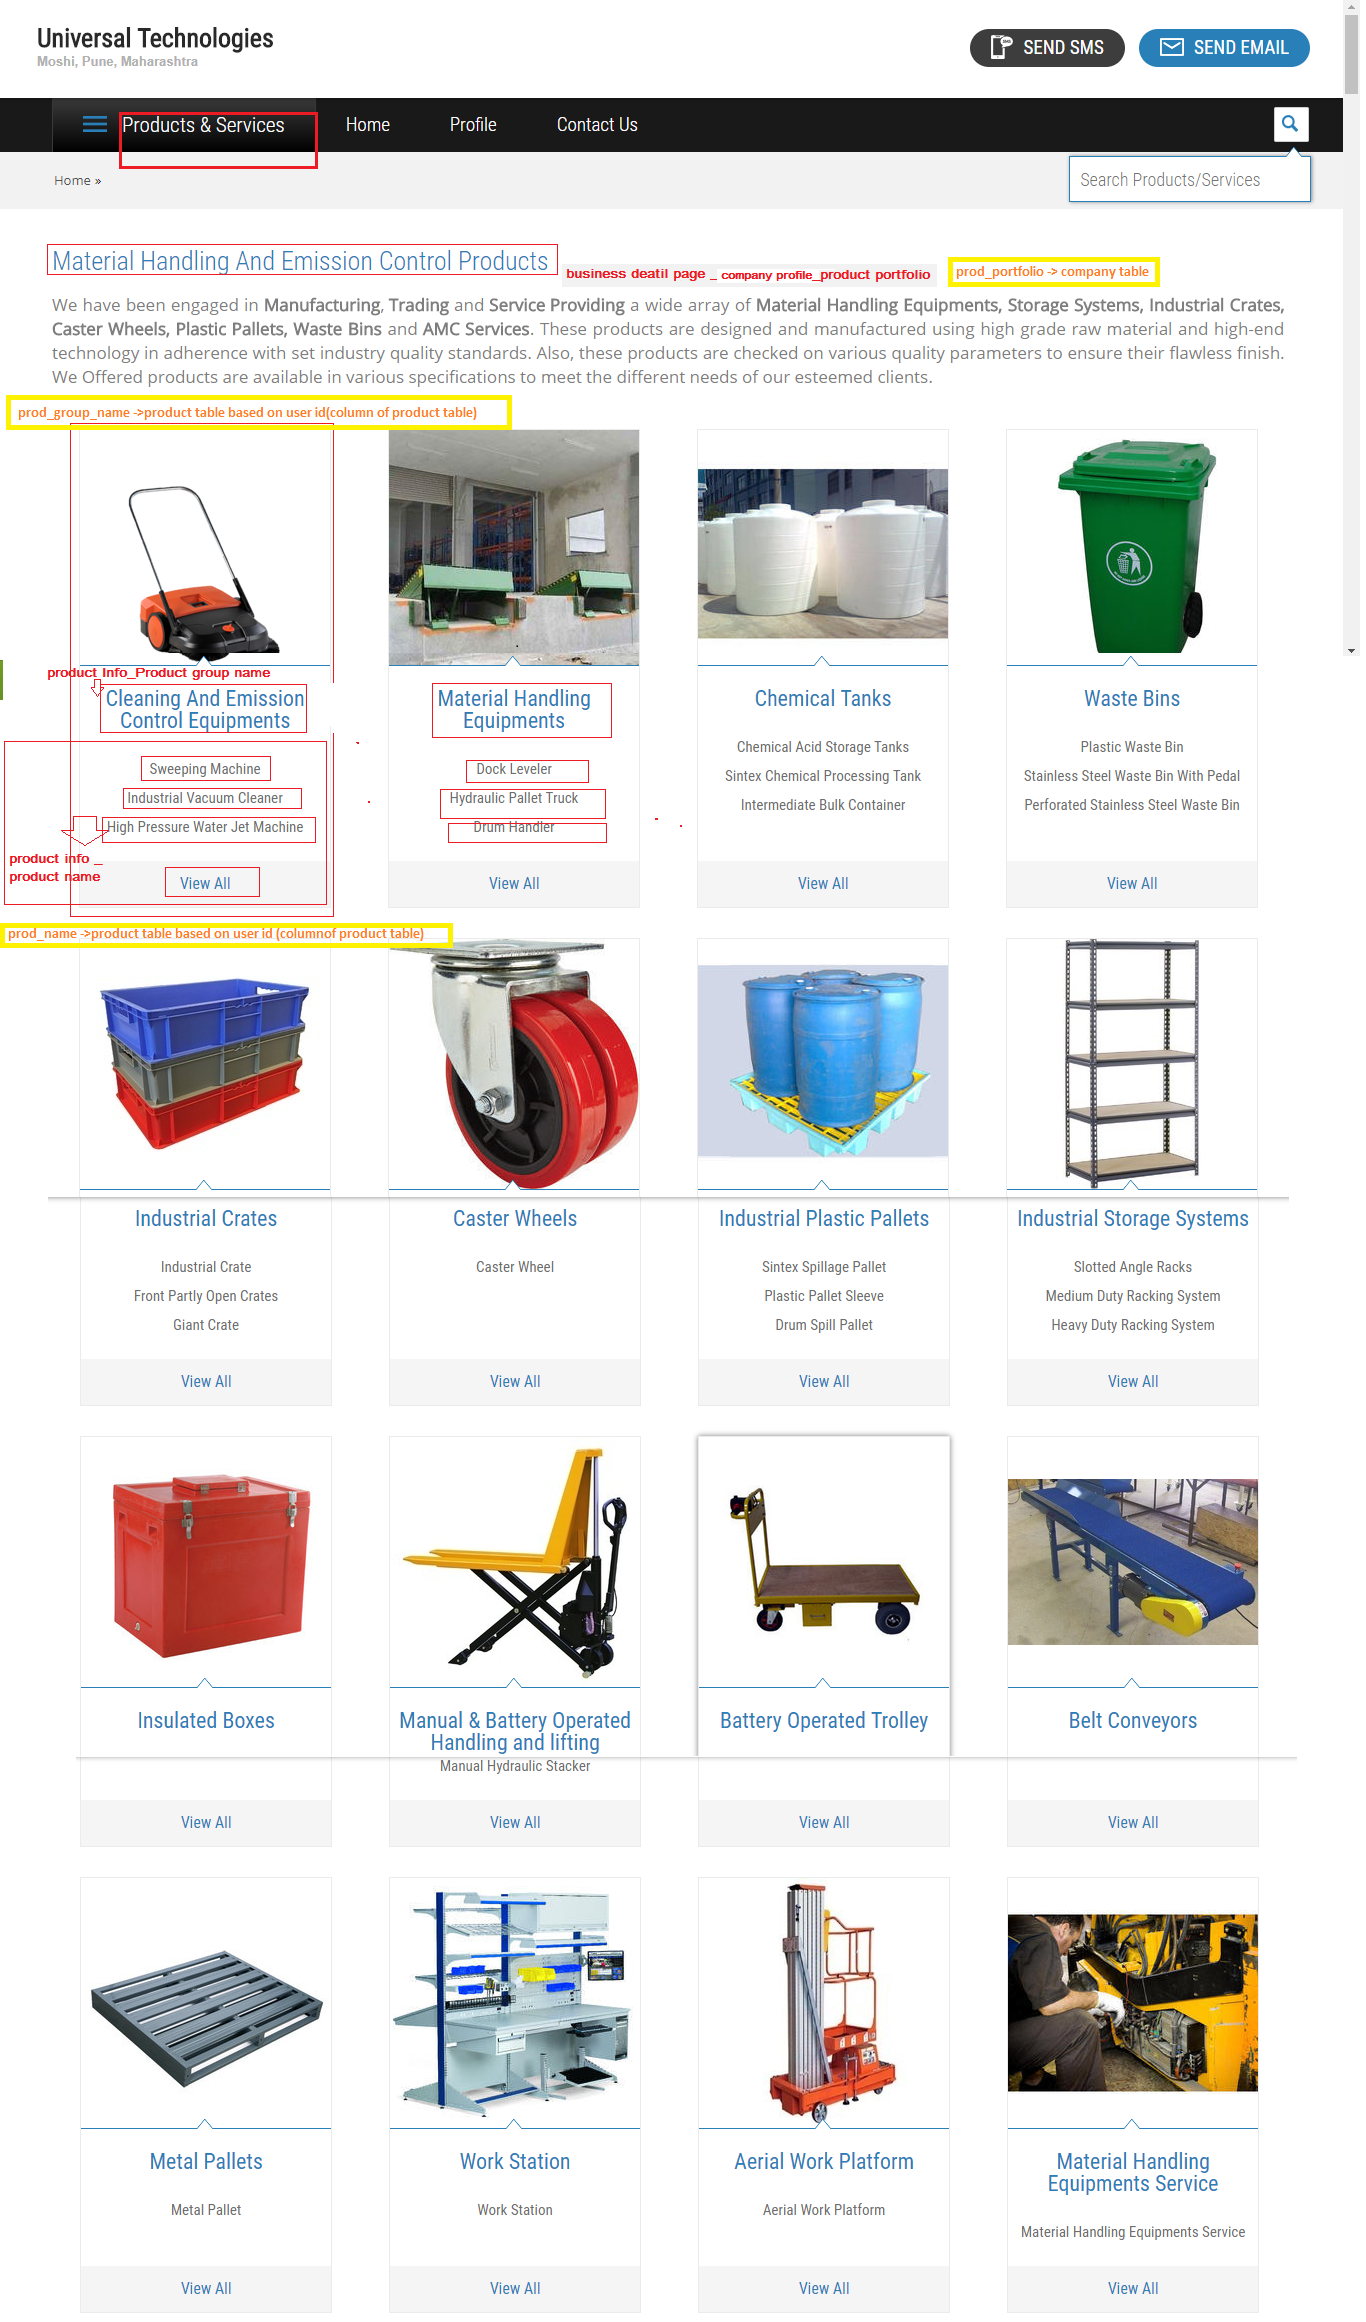 Universal Technologies
Moshi, Pune, Maharashtra
SEND SMS
SEND EMAIL
Products & Services
Home
Profile
Contact Us
Home »
Search Products/Services
Material Handling And Emission Control Products
business deatil page _ company profile_product portfolio
prod_portfolio -> company table
We have been engaged in Manufacturing, Trading and Service Providing a wide array of Material Handling Equipments, Storage Systems, Industrial Crates,
Caster Wheels, Plastic Pallets, Waste Bins and AMC Services. These products are designed and manufactured using high grade raw material and high-end
technology in adherence with set industry quality standards. Also, these products are checked on various quality parameters to ensure their flawless finish.
We Offered products are available in various specifications to meet the different needs of our esteemed clients.
prod_group_name ->product table based on user id(column of product table)
product Info_Product group name
Cleaning And Emission
Control Equipments
Sweeping Machine
Industrial Vacuum Cleaner
High Pressure Water Jet Machine
product info _
product name
View All
Material Handling
Equipments
Dock Leveler
Hydraulic Pallet Truck
Drum Handler
View All
Chemical Tanks
Chemical Acid Storage Tanks
Sintex Chemical Processing Tank
Intermediate Bulk Container
View All
Waste Bins
Plastic Waste Bin
Stainless Steel Waste Bin With Pedal
Perforated Stainless Steel Waste Bin
View All
prod_name ->product table based on user id (columnof product table)
Industrial Crates
Industrial Crate
Front Partly Open Crates
Giant Crate
View All
Caster Wheels
Caster Wheel
View All
Industrial Plastic Pallets
Sintex Spillage Pallet
Plastic Pallet Sleeve
Drum Spill Pallet
View All
Industrial Storage Systems
Slotted Angle Racks
Medium Duty Racking System
Heavy Duty Racking System
View All
Insulated Boxes
View All
Manual & Battery Operated
Handling and lifting
Manual Hydraulic Stacker
View All
Battery Operated Trolley
View All
Belt Conveyors
View All
Metal Pallets
Metal Pallet
View All
Work Station
Work Station
View All
Aerial Work Platform
Aerial Work Platform
View All
Material Handling
Equipments Service
Material Handling Equipments Service
View All